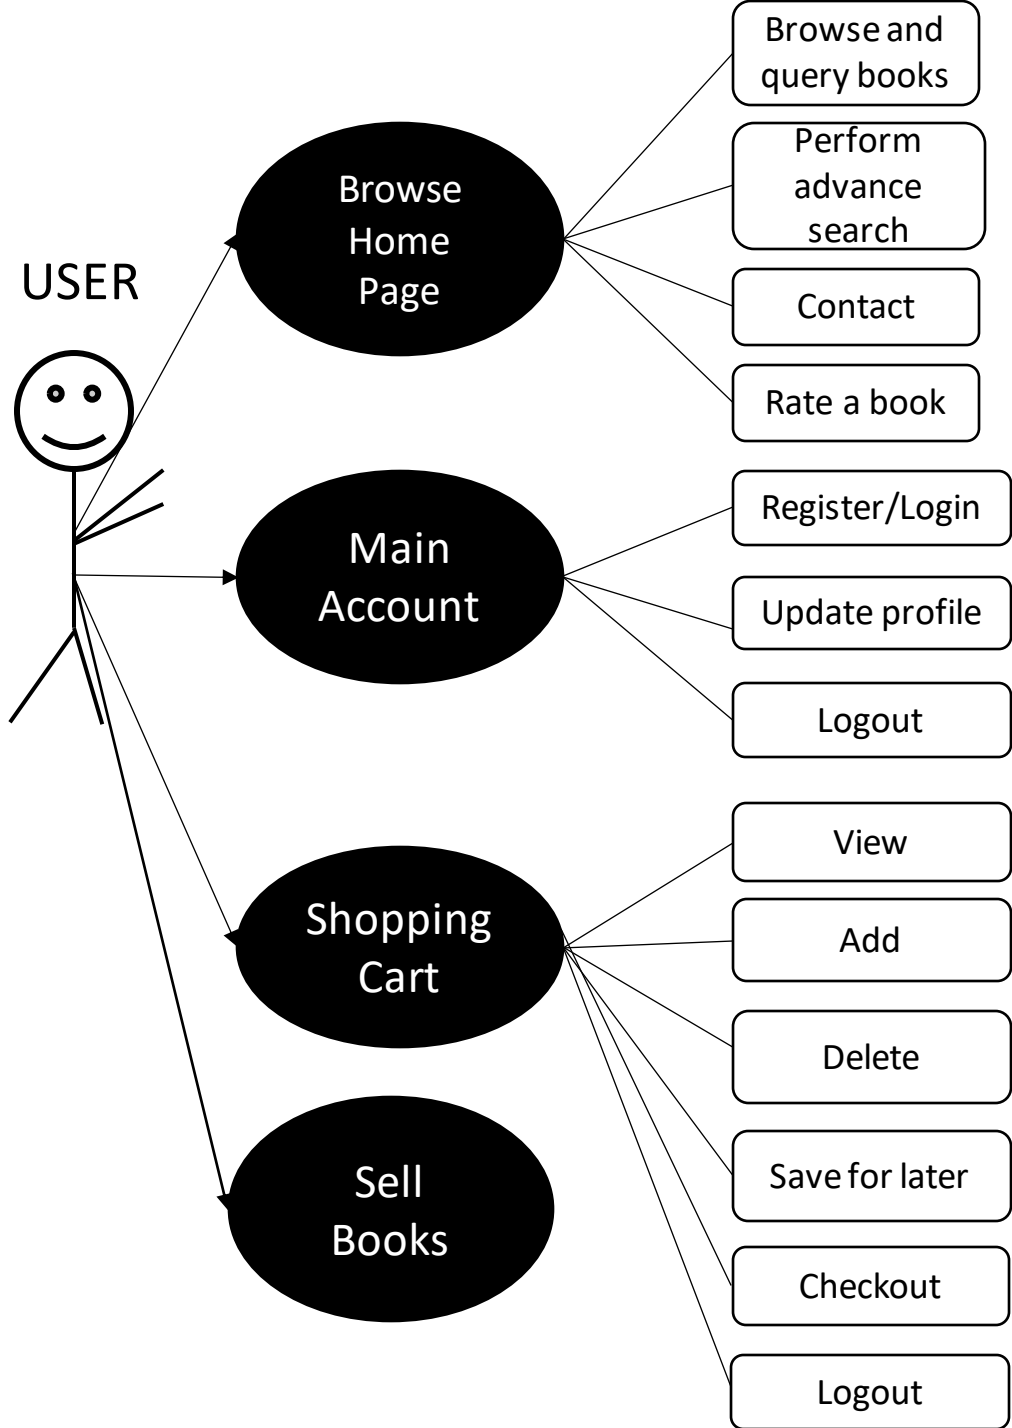 USER
Browse
Home
Page
Browse and
query books
Perform
advance
search
Contact
Rate a book
Main
Account
Register/Login
Update profile
Logout
Shopping
Cart
View
Add
Delete
Save for later
Checkout
Logout
Sell
Books